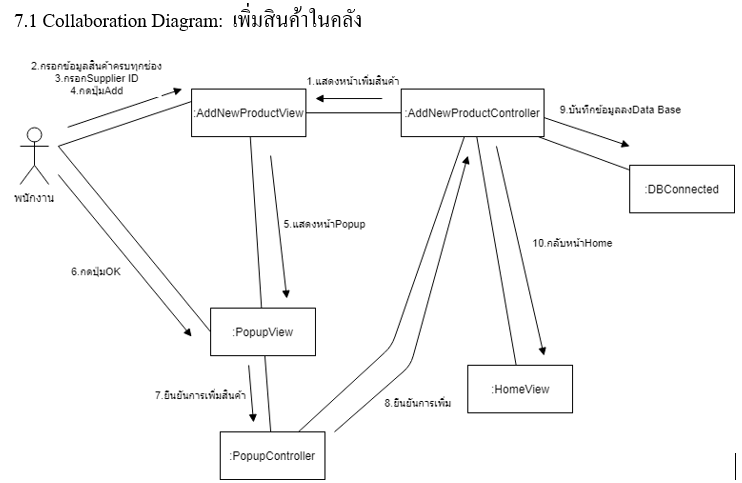 7.1 Collaboration Diagram: เพิ่มสินค้าในคลัง
2.กรอกข้อมูลสินค้าครบทุกช่อง
3.กรอกSupplier ID
4.กดปุ่มAdd
1.แสดงหน้าเพิ่มสินค้า
:AddNewProductView
:AddNewProductController
9.บันทึกข้อมูลลงData Base
:DBConnected
พนักงาน
5.แสดงหน้าPopup
10.กลับหน้าHome
6.กดปุ่มOK
:PopupView
:HomeView
7.ยืนยันการเพิ่มสินค้า
8.ยืนยันการเพิ่ม
:PopupController